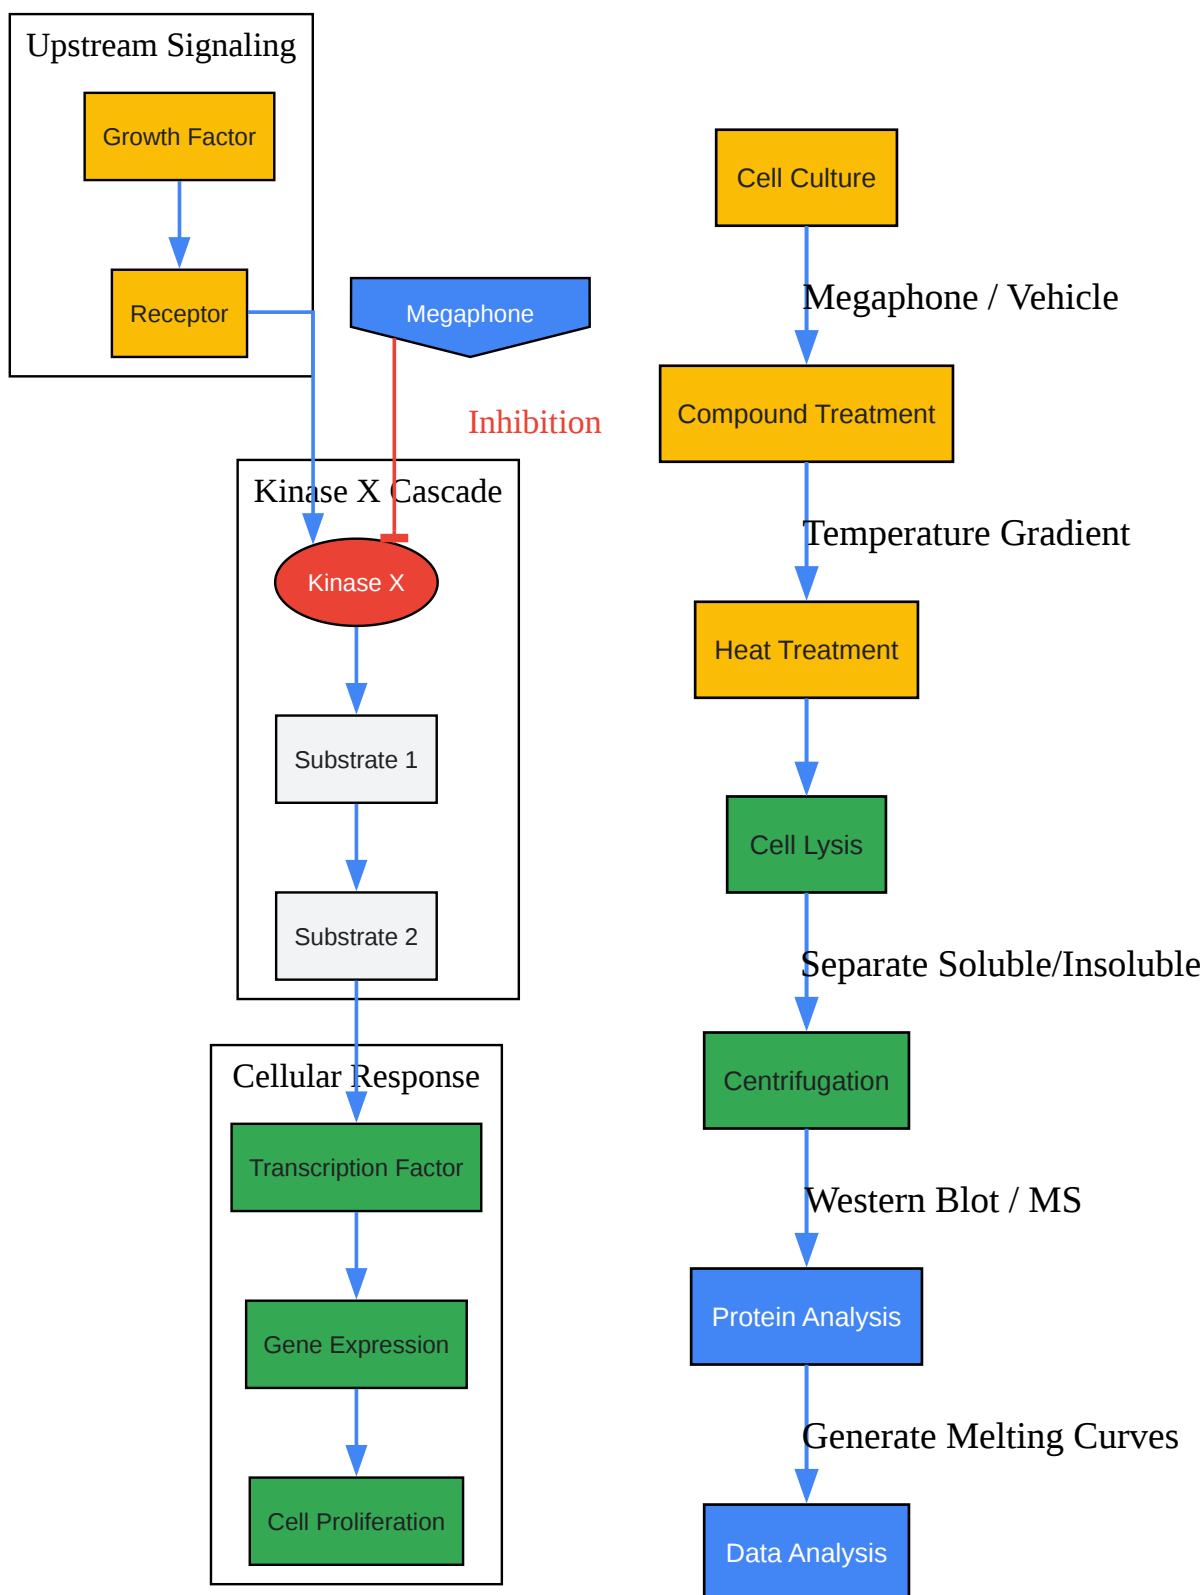 Upstream Signaling
Growth Factor
Receptor
Megaphone
Inhibition
Kinase X Cascade
Kinase X
Substrate 1
Substrate 2
Cellular Response
Transcription Factor
Gene Expression
Cell Proliferation
Cell Culture
Megaphone / Vehicle
Compound Treatment
Temperature Gradient
Heat Treatment
Cell Lysis
Separate Soluble/Insoluble
Centrifugation
Western Blot / MS
Protein Analysis
Generate Melting Curves
Data Analysis